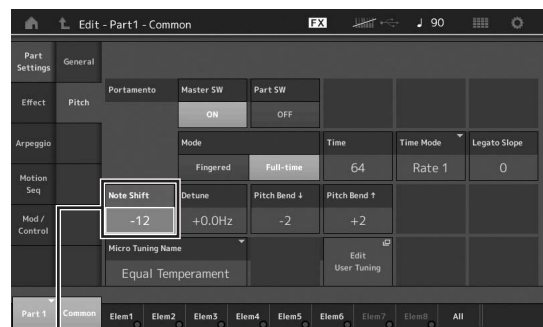 Edit - Part1 - Common FX 90
Part Settings General
Portamento Master SW Part SW
ON OFF
Effect Pitch
Arpeggio Mode Time Time Mode Legato Slope
Fingered Full-time 64 Rate 1 0
Motion Seq
Note Shift Detune Pitch Bend ↓ Pitch Bend ↑
-12 +0.0Hz -2 +2
Mod / Control
Micro Tuning Name
Equal Temperament Edit User Tuning
Part 1 Common Elem1 Elem2 Elem3 Elem4 Elem5 Elem6 Elem7 Elem8 All